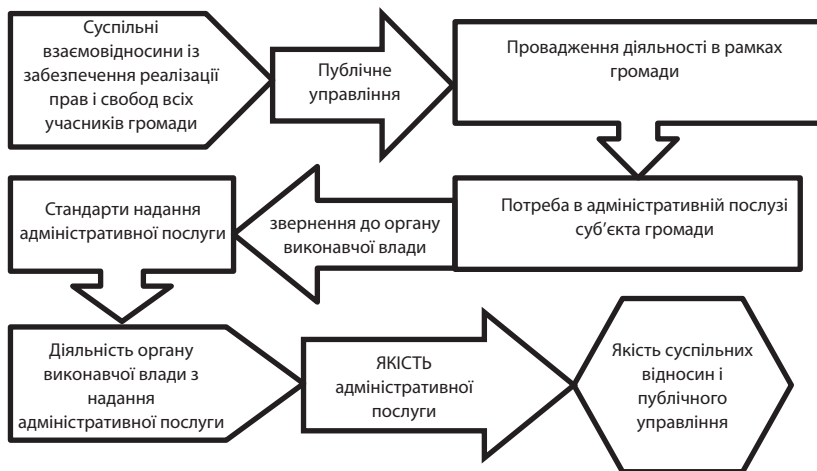 Суспільні
взаємовідносини із
забезпечення реалізації
прав і свобод всіх
учасників громади
Публічне
управління
Провадження діяльності в рамках
громади
Потреба в адміністративній послузі
суб’єкта громади
звернення до органу
виконавчої влади
Стандарти надання
адміністративної послуги
Діяльність органу
виконавчої влади з
надання
адміністративної послуги
ЯКІСТЬ
адміністративної
послуги
Якість суспільних
відносин і
публічного
управління